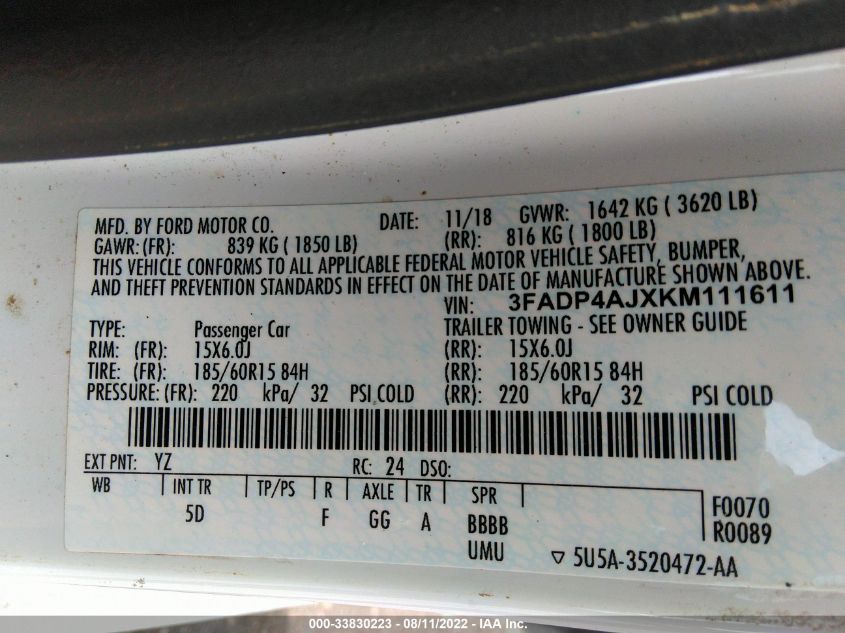 MFD. BY FORD MOTOR CO. DATE: 11/18 GVWR: 1642 KG ( 3620 LB)
GAWR: (FR): 839 KG ( 1850 LB) (RR): 816 KG ( 1800 LB)
THIS VEHICLE CONFORMS TO ALL APPLICABLE FEDERAL MOTOR VEHICLE SAFETY, BUMPER,
AND THEFT PREVENTION STANDARDS IN EFFECT ON THE DATE OF MANUFACTURE SHOWN ABOVE.
VIN: 3FADP4AJXKM111611
TYPE: Passenger Car TRAILER TOWING - SEE OWNER GUIDE
RIM: (FR): 15X6.0J (RR): 15X6.0J
TIRE: (FR): 185/60R15 84H (RR): 185/60R15 84H
PRESSURE: (FR): 220 kPa/ 32 PSI COLD (RR): 220 kPa/ 32 PSI COLD
EXT PNT: YZ RC: 24 DSO:
WB INT TR TP/PS R AXLE TR SPR F0070
5D F GG A BBBB R0089
UMU ▽ 5U5A-3520472-AA
000-33830223 - 08/11/2022 - IAA Inc.